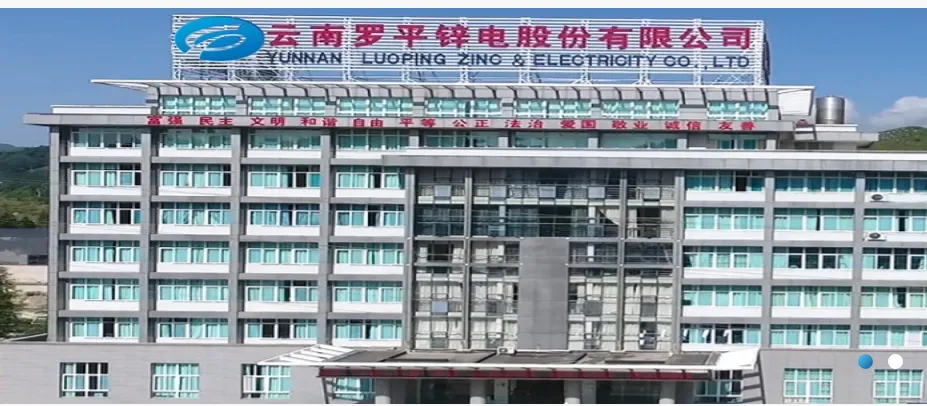 云南罗平锌电股份有限公司
YUNNAN LUOPING ZINC & ELECTRICITY CO.,LTD
富强 民主 文明 和谐 自由 平等 公正 法治 爱国 敬业 诚信 友善